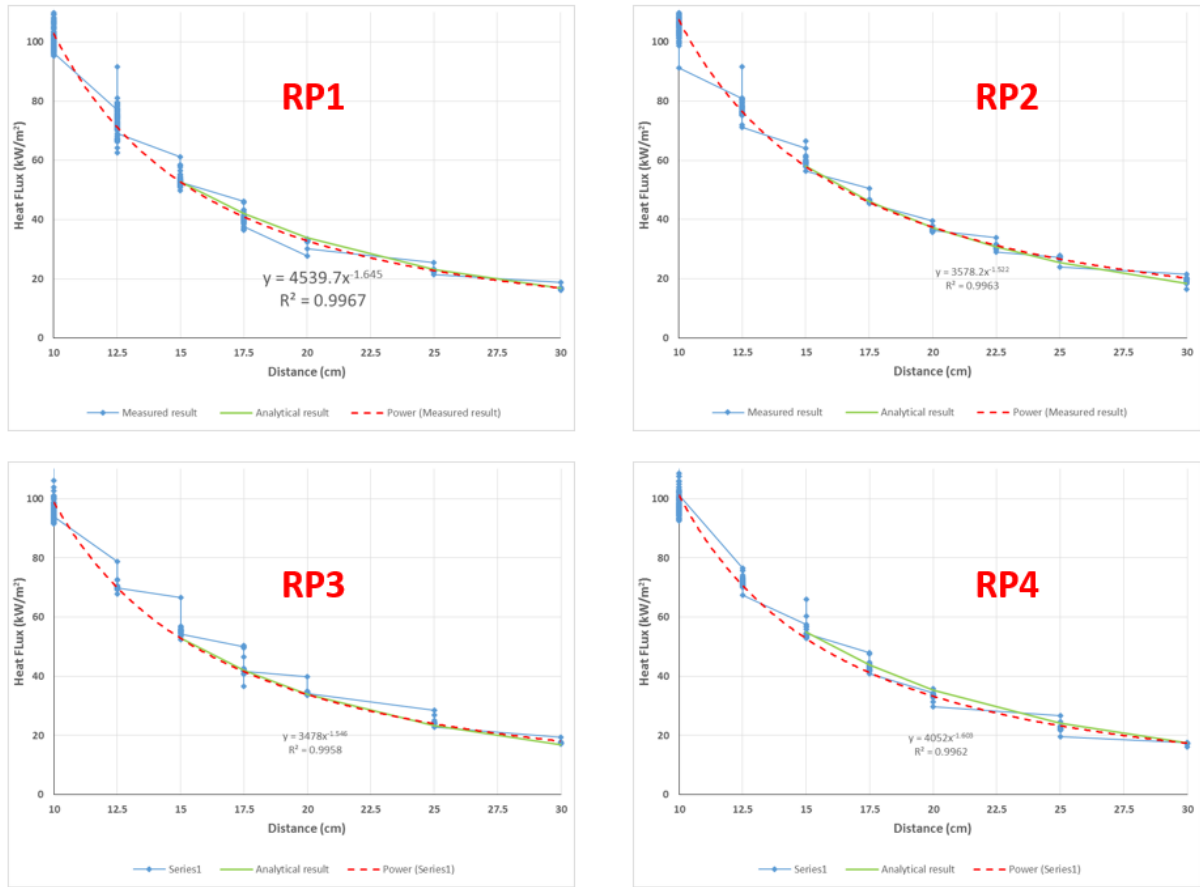 RP1
Heat FLux (kW/m²)
100
80
60
40
20
0
y = 4539.7x^-1.645
R² = 0.9967
10 12.5 15 17.5 20 22.5 25 27.5 30
Distance (cm)
Measured result Analytical result Power (Measured result)
RP2
Heat FLux (kW/m²)
100
80
60
40
20
0
y = 3578.2x^-1.522
R² = 0.9963
10 12.5 15 17.5 20 22.5 25 27.5 30
Distance (cm)
Measured result Analytical result Power (Measured result)
RP3
Heat FLux (kW/m²)
100
80
60
40
20
0
y = 3478x^-1.546
R² = 0.9958
10 12.5 15 17.5 20 22.5 25 27.5 30
Distance (cm)
Series1 Analytical result Power (Series1)
RP4
Heat FLux (kW/m²)
100
80
60
40
20
0
y = 4052x^-1.603
R² = 0.9962
10 12.5 15 17.5 20 22.5 25 27.5 30
Distance (cm)
Series1 Analytical result Power (Series1)